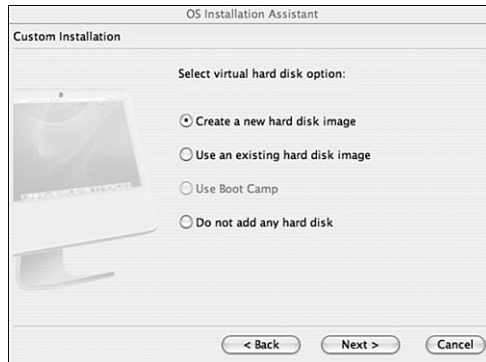 OS Installation Assistant
Custom Installation
Select virtual hard disk option:
Create a new hard disk image
Use an existing hard disk image
Use Boot Camp
Do not add any hard disk
< Back
Next >
Cancel